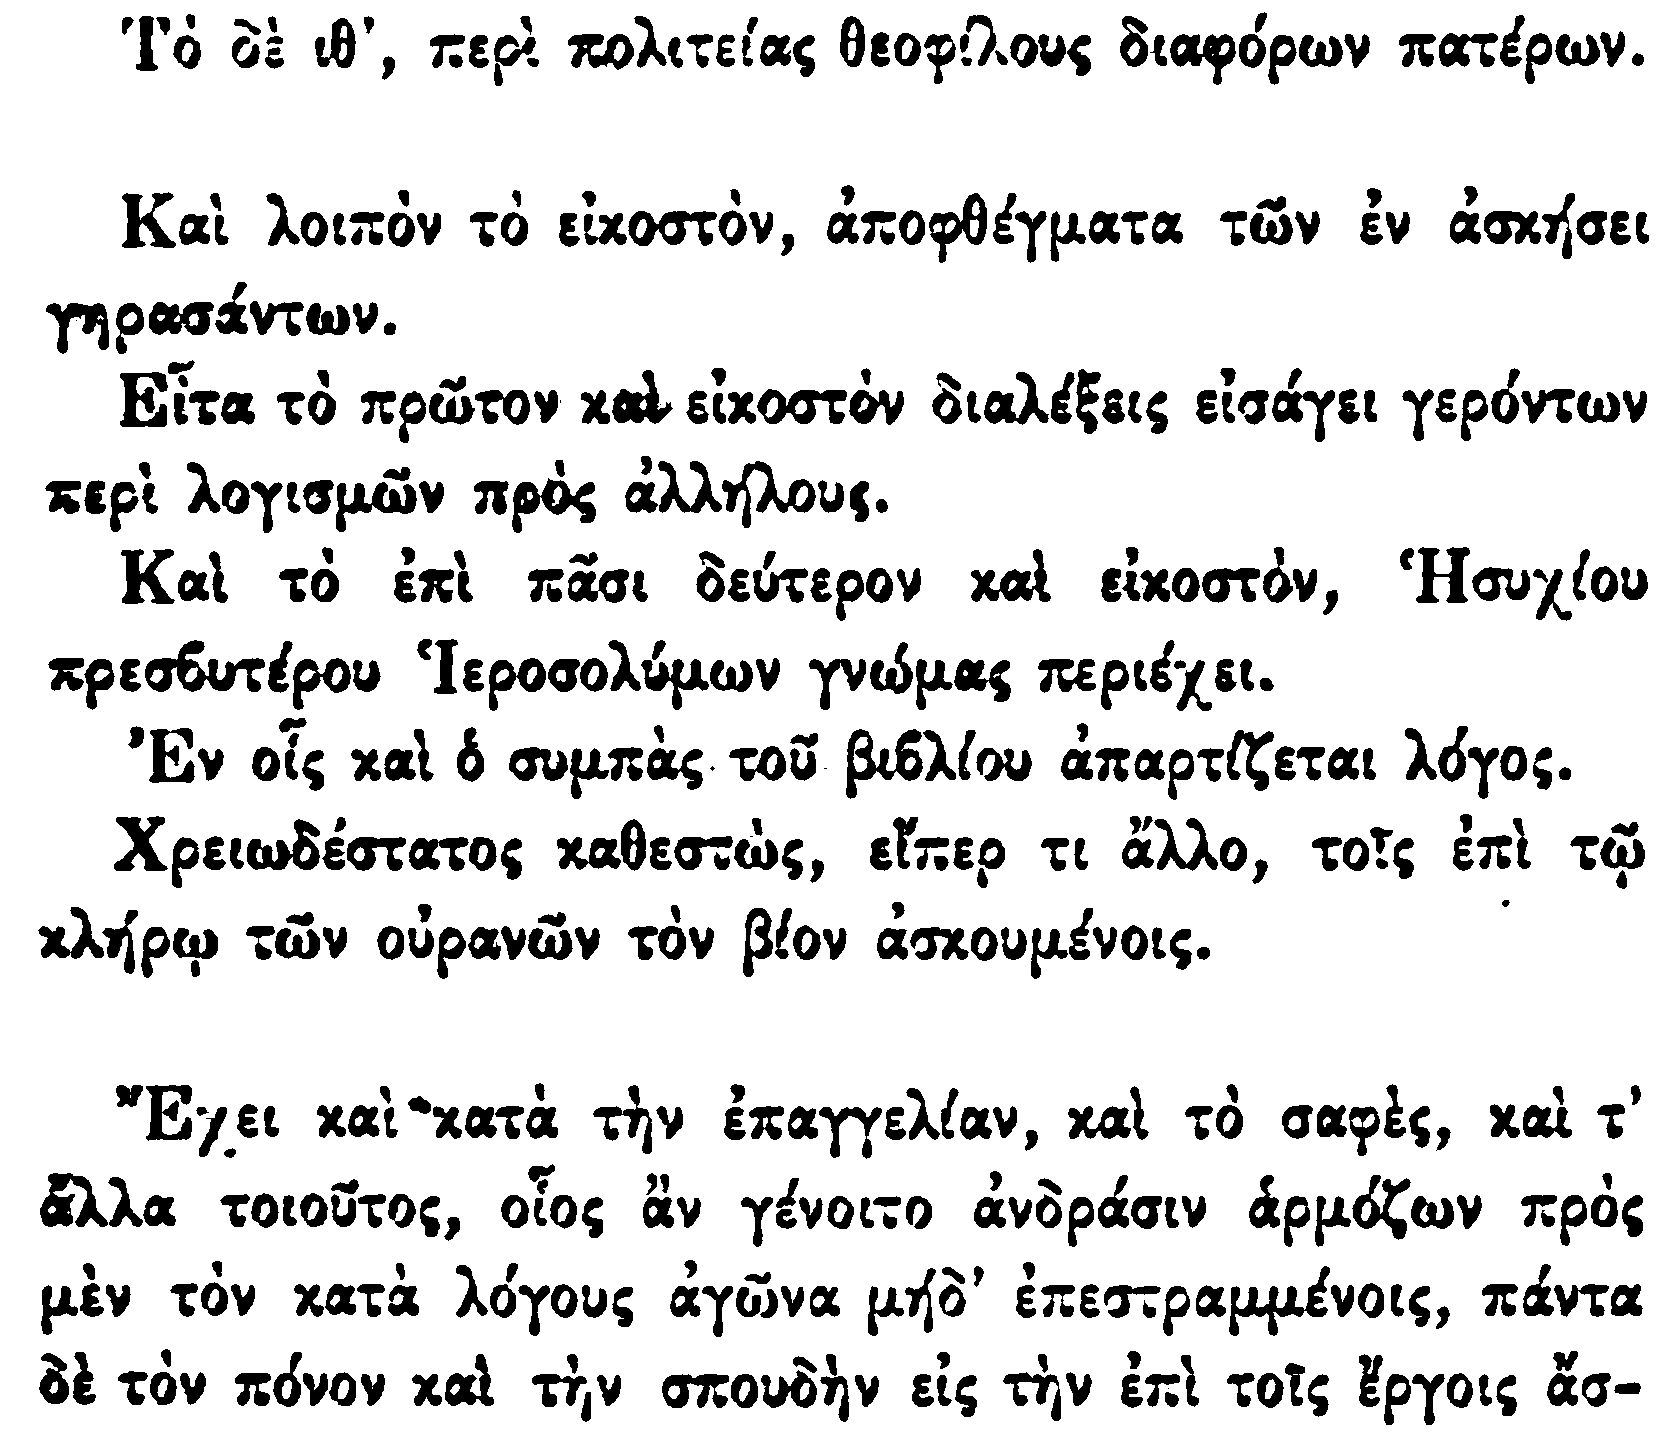 Τὸ δὲ ιθʹ, περὶ πολιτείας θεοφίλους διαφόρων πατέρων.
Καὶ λοιπὸν τὸ εἰκοστὸν, ἀποφθέγματα τῶν ἐν ἀσκήσει
γηρασάντων.
Εἶτα τὸ πρῶτον καὶ εἰκοστὸν διαλέξεις εἰσάγει γερόντων
περὶ λογισμῶν πρὸς ἀλλήλους.
Καὶ τὸ ἐπὶ πᾶσι δεύτερον καὶ εἰκοστὸν, Ἡσυχίου
πρεσϐυτέρου Ἱεροσολύμων γνώμας περιέχει.
Ἐν οἷς καὶ ὁ συμπὰς τοῦ βιϐλίου ἀπαρτίζεται λόγος.
Χρειωδέστατος καθεστὼς, εἴπερ τι ἄλλο, τοῖς ἐπὶ τῷ
κλήρῳ τῶν οὐρανῶν τὸν βίον ἀσκουμένοις.
Ἔχει καὶ κατὰ τὴν ἐπαγγελίαν, καὶ τὸ σαφὲς, καὶ τ’
ἄλλα τοιοῦτος, οἷος ἂν γένοιτο ἀνδράσιν ἁρμόζων πρὸς
μὲν τὸν κατὰ λόγους ἀγῶνα μήδ’ ἐπεστραμμένοις, πάντα
δὲ τὸν πόνον καὶ τὴν σπουδὴν εἰς τὴν ἐπὶ τοῖς ἔργοις ἄσ-